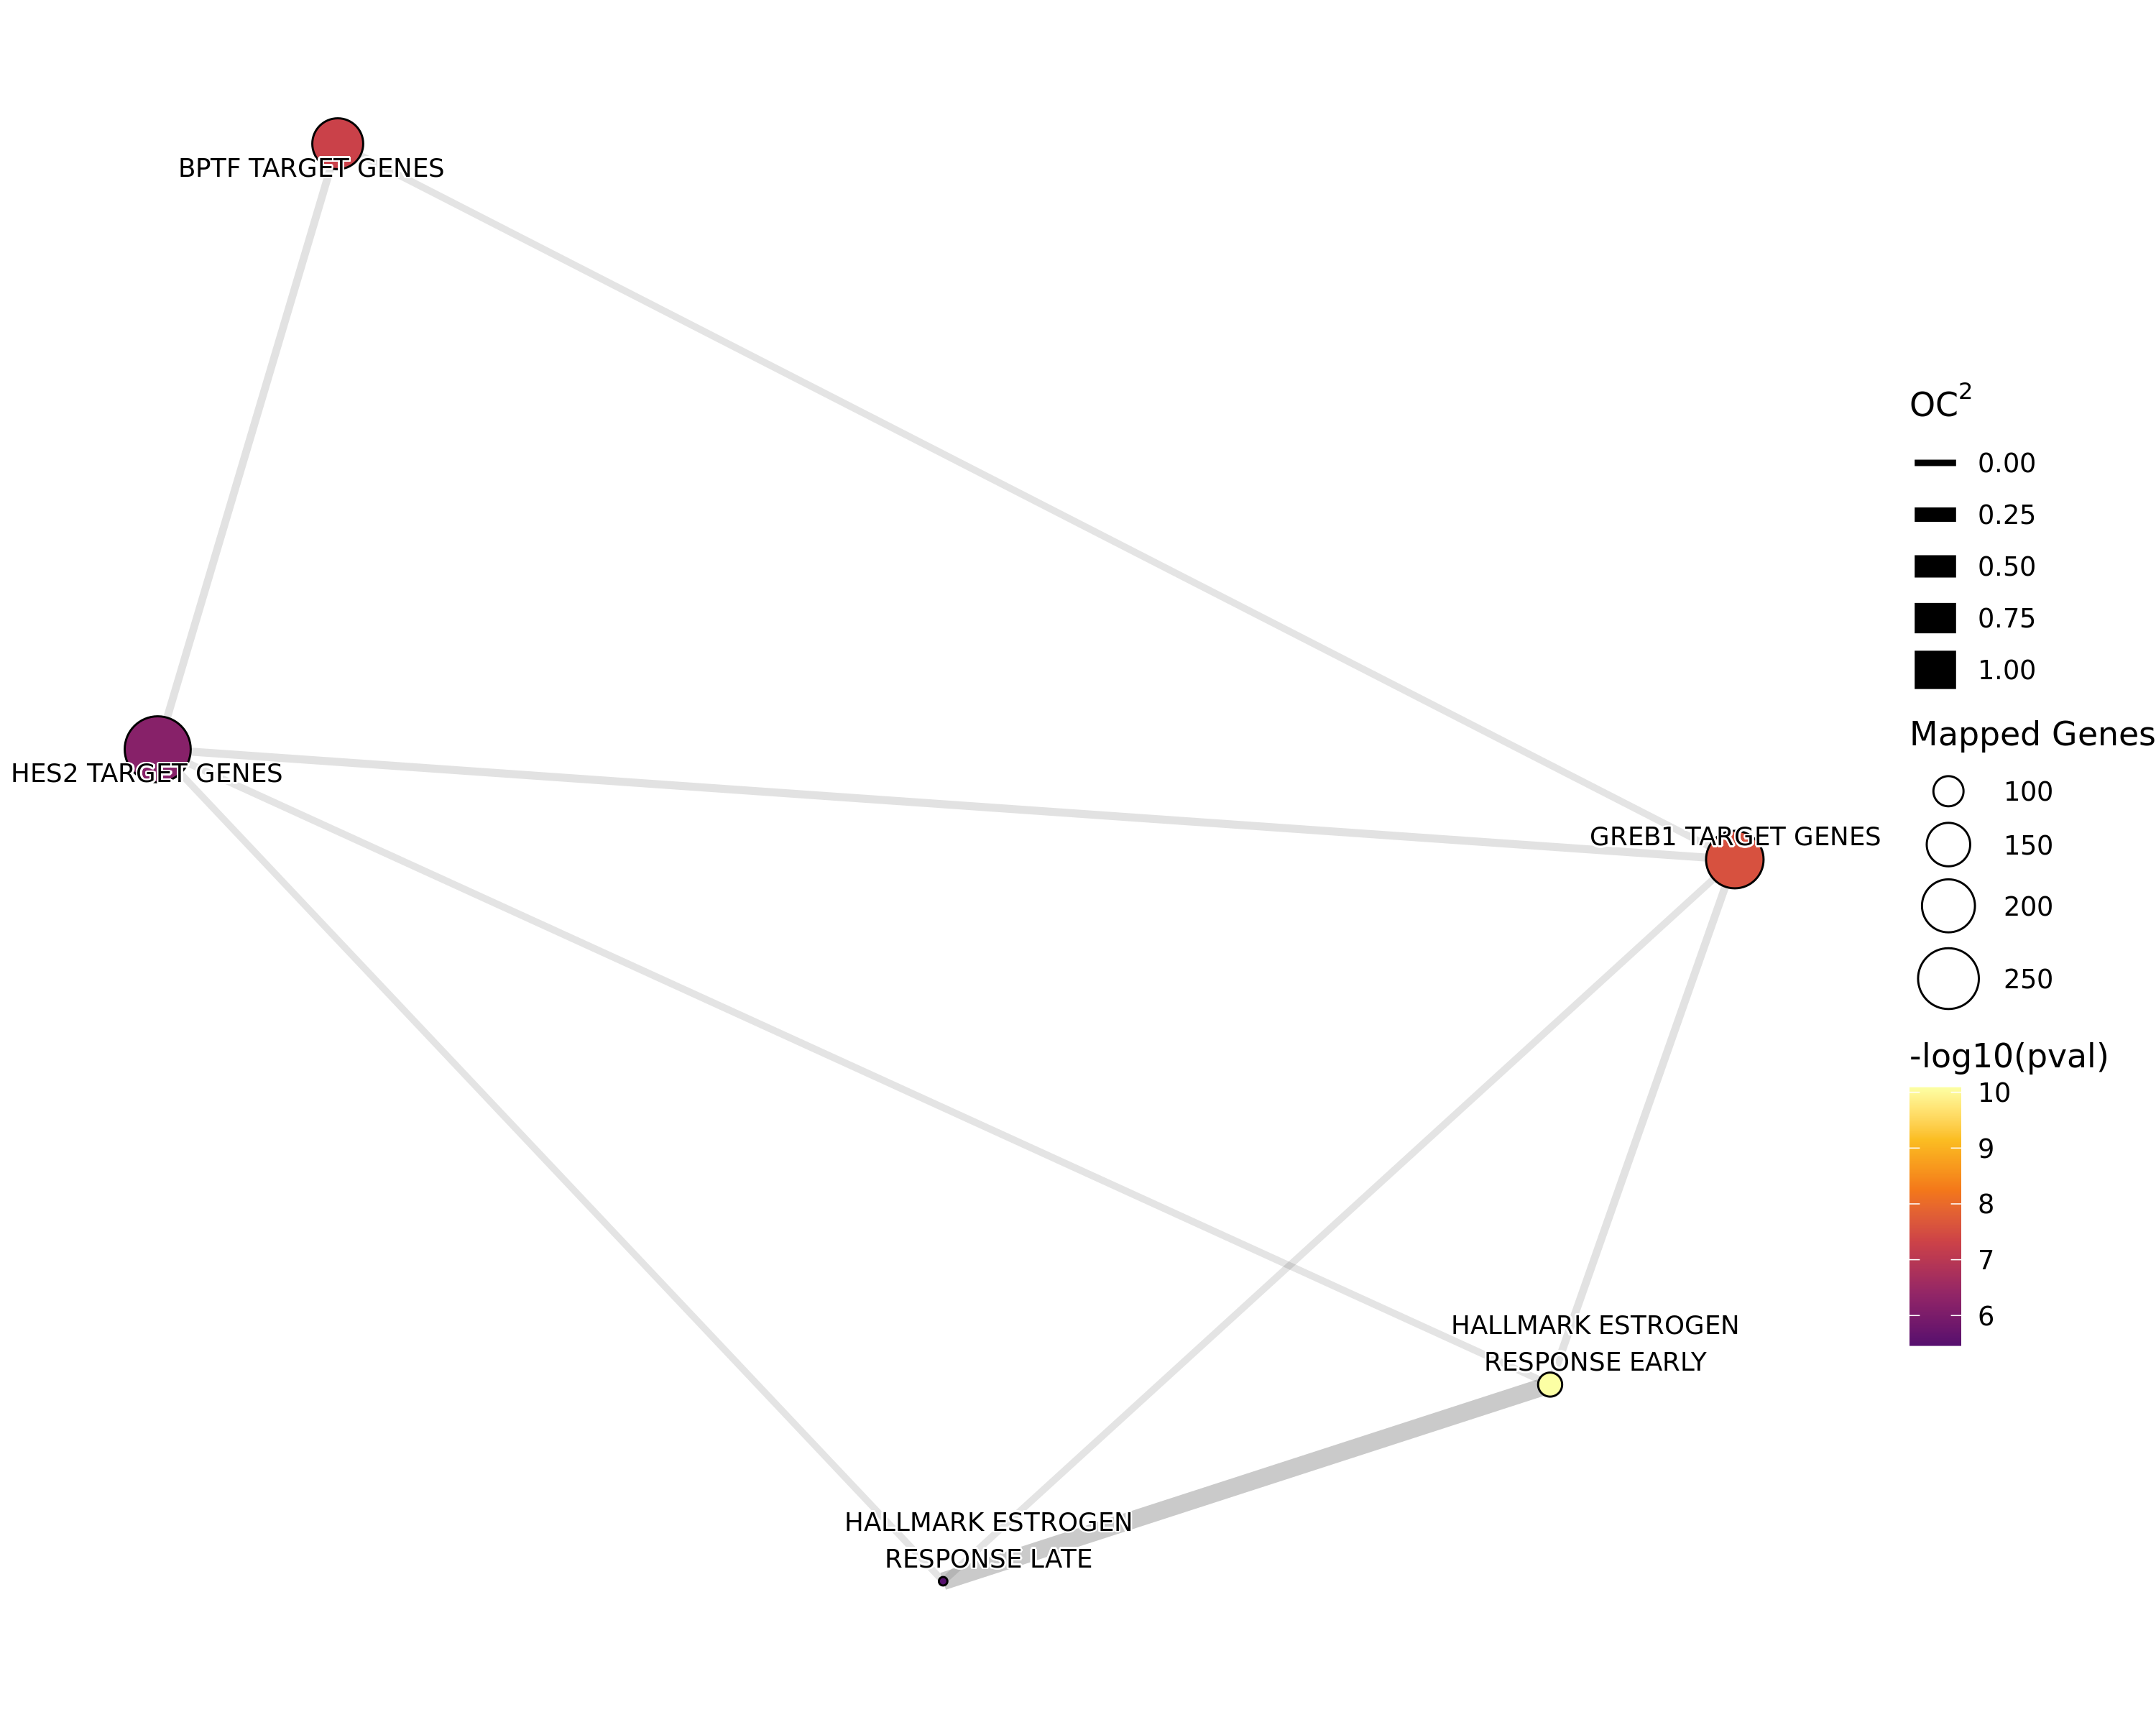 BPTF TARGET GENES
HES2 TARGET GENES
GREB1 TARGET GENES
HALLMARK ESTROGEN
RESPONSE EARLY
HALLMARK ESTROGEN
RESPONSE LATE
OC²
0.00
0.25
0.50
0.75
1.00
Mapped Genes
100
150
200
250
-log10(pval)
10
9
8
7
6